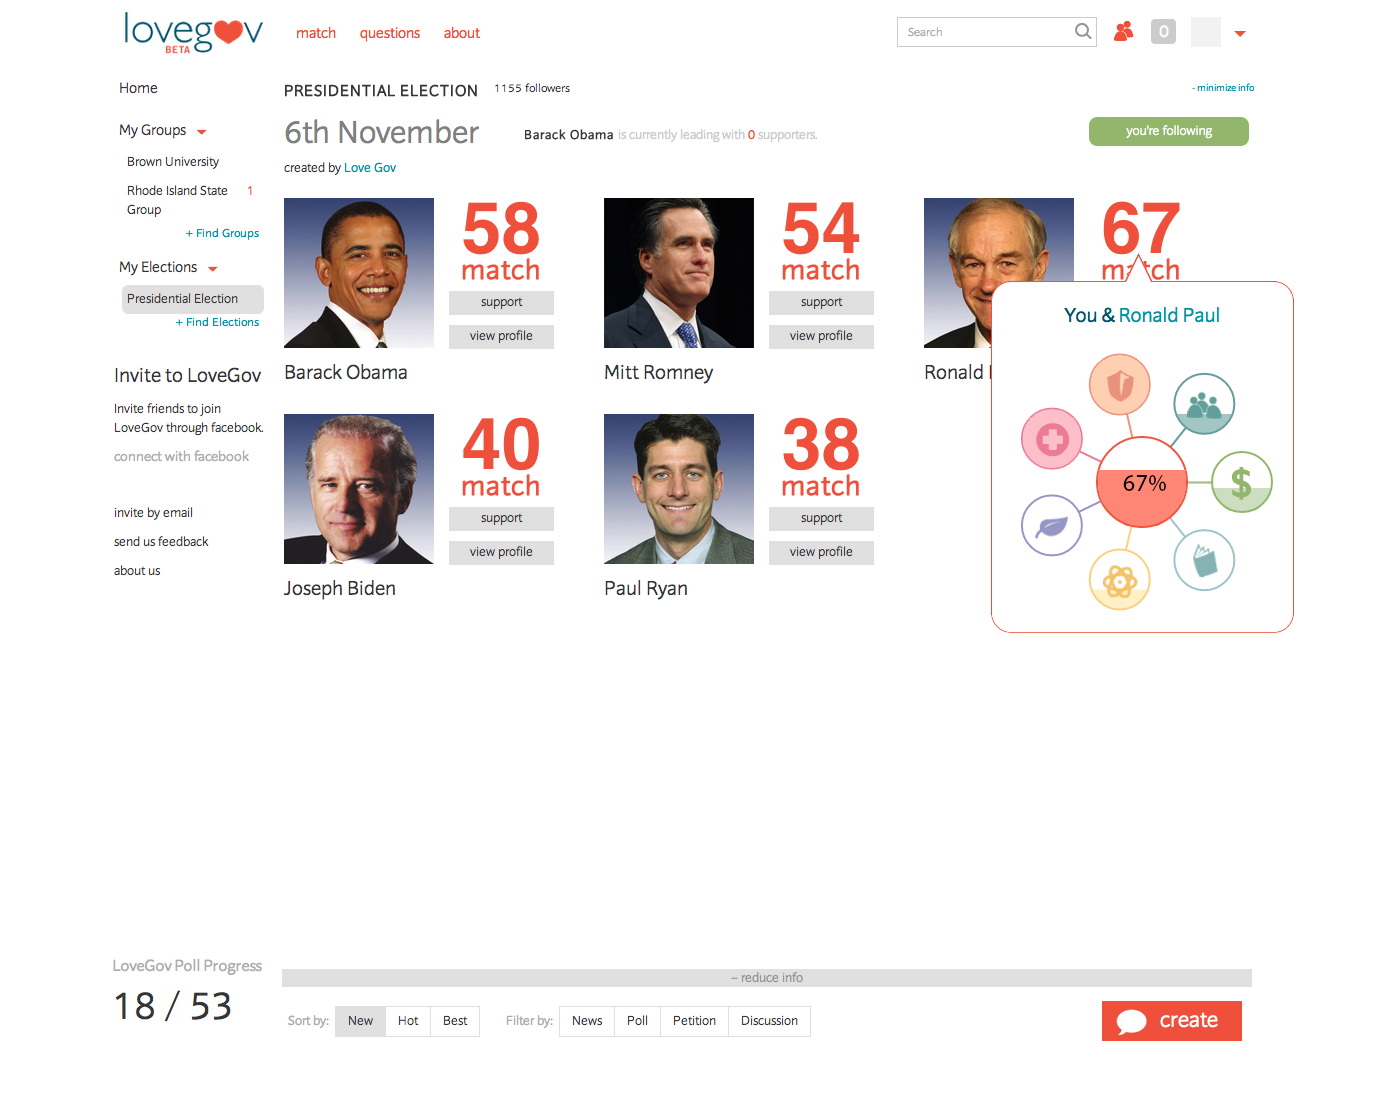 lovegov
BETA
match questions about
Search
0
Home
My Groups
Brown University
Rhode Island State 1
Group
+ Find Groups
My Elections
Presidential Election
+ Find Elections
Invite to LoveGov
Invite friends to join
LoveGov through facebook.
connect with facebook
invite by email
send us feedback
about us
PRESIDENTIAL ELECTION 1155 followers
- minimize info
6th November
Barack Obama is currently leading with 0 supporters.
you're following
created by Love Gov
58
match
support
view profile
Barack Obama
54
match
support
view profile
Mitt Romney
67
match
Ronald
You & Ronald Paul
67%
$
40
match
support
view profile
Joseph Biden
38
match
support
view profile
Paul Ryan
LoveGov Poll Progress
18 / 53
– reduce info
Sort by: New Hot Best
Filter by: News Poll Petition Discussion
create